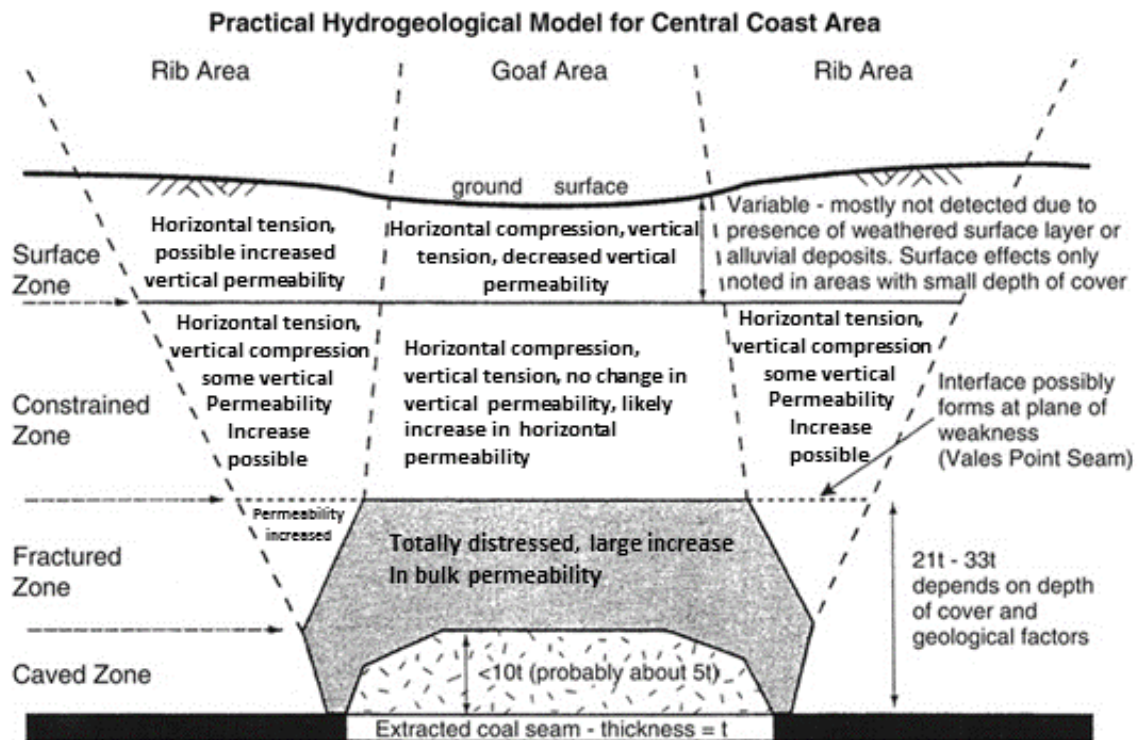 Practical Hydrogeological Model for Central Coast Area
Rib Area
Goaf Area
Rib Area
ground surface
Surface
Zone
Horizontal tension,
possible increased
vertical permeability
Horizontal compression, vertical
tension, decreased vertical
permeability
Variable - mostly not detected due to
presence of weathered surface layer or
alluvial deposits. Surface effects only
noted in areas with small depth of cover
Constrained
Zone
Horizontal tension,
vertical compression
some vertical
Permeability
Increase
possible
Horizontal compression,
vertical tension, no change in
vertical permeability, likely
increase in horizontal
permeability
Horizontal tension,
vertical compression
some vertical
Permeability
Increase
possible
Interface possibly
forms at plane of
weakness
(Vales Point Seam)
Fractured
Zone
Permeability
increased
Totally distressed, large increase
In bulk permeability
21t - 33t
depends on depth
of cover and
geological factors
Caved Zone
<10t (probably about 5t)
Extracted coal seam - thickness = t